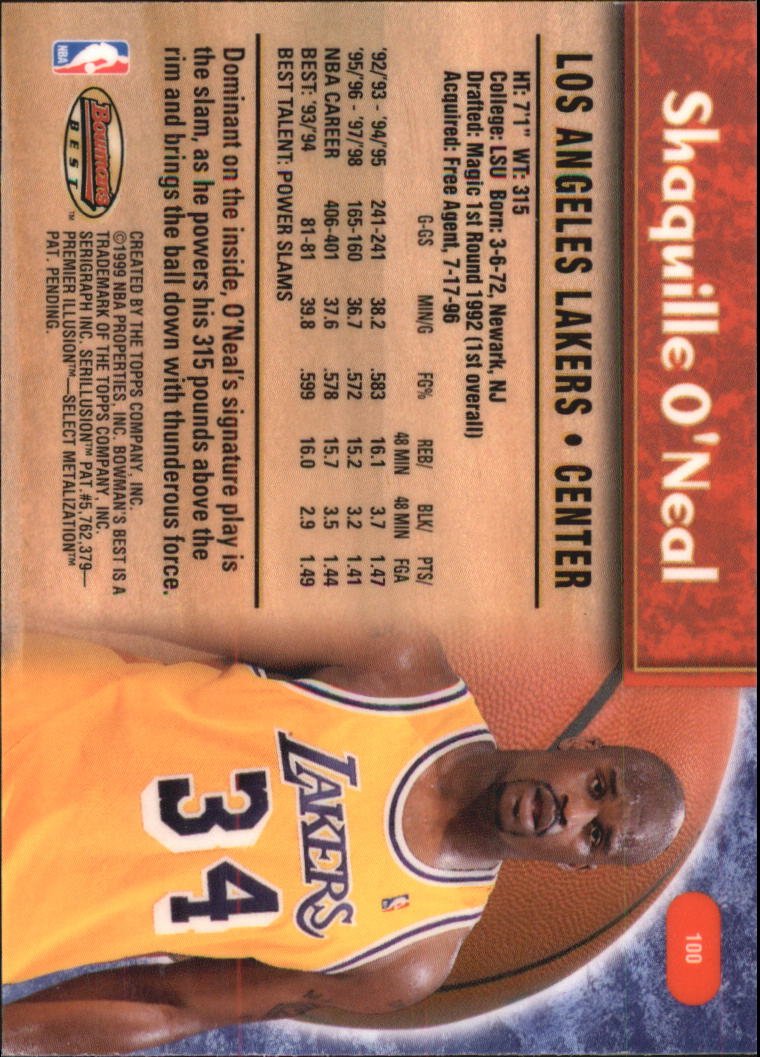 Shaquille O'Neal
100
LOS ANGELES LAKERS • CENTER
HT: 7'1" WT: 315
College: LSU Born: 3-6-72, Newark, NJ
Drafted: Magic 1st Round 1992 (1st overall)
Acquired: Free Agent, 7-17-96
REB/ BLK/ PTS/
G-GS MIN/G FG% 48 MIN 48 MIN FGA
'92/'93 - '94/'95 241-241 38.2 .583 16.1 3.7 1.47
'95/'96 - '97/'98 165-160 36.7 .572 15.2 3.2 1.41
NBA CAREER 406-401 37.6 .578 15.7 3.5 1.44
BEST: '93/'94 81-81 39.8 .599 16.0 2.9 1.49
BEST TALENT: POWER SLAMS
Dominant on the inside, O'Neal's signature play is
the slam, as he powers his 315 pounds above the
rim and brings the ball down with thunderous force.
NBA
Bowman's
BEST™
CREATED BY THE TOPPS COMPANY, INC.
©1999 NBA PROPERTIES, INC. BOWMAN'S BEST IS A
TRADEMARK OF THE TOPPS COMPANY, INC.
SERIGRAPH INC. SERILLUSION™ PAT.#5,762,379—
PREMIER ILLUSION™—SELECT METALIZATION™
PAT. PENDING.
LAKERS
34